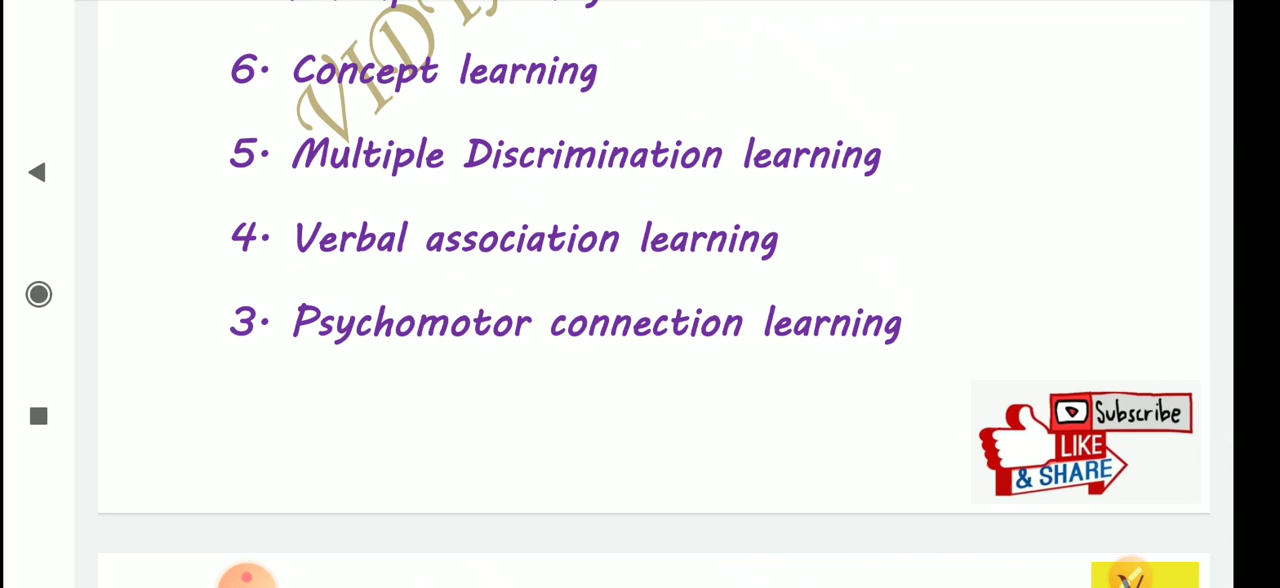 6. Concept learning
5. Multiple Discrimination learning
4. Verbal association learning
3. Psychomotor connection learning
Subscribe
LIKE
& SHARE